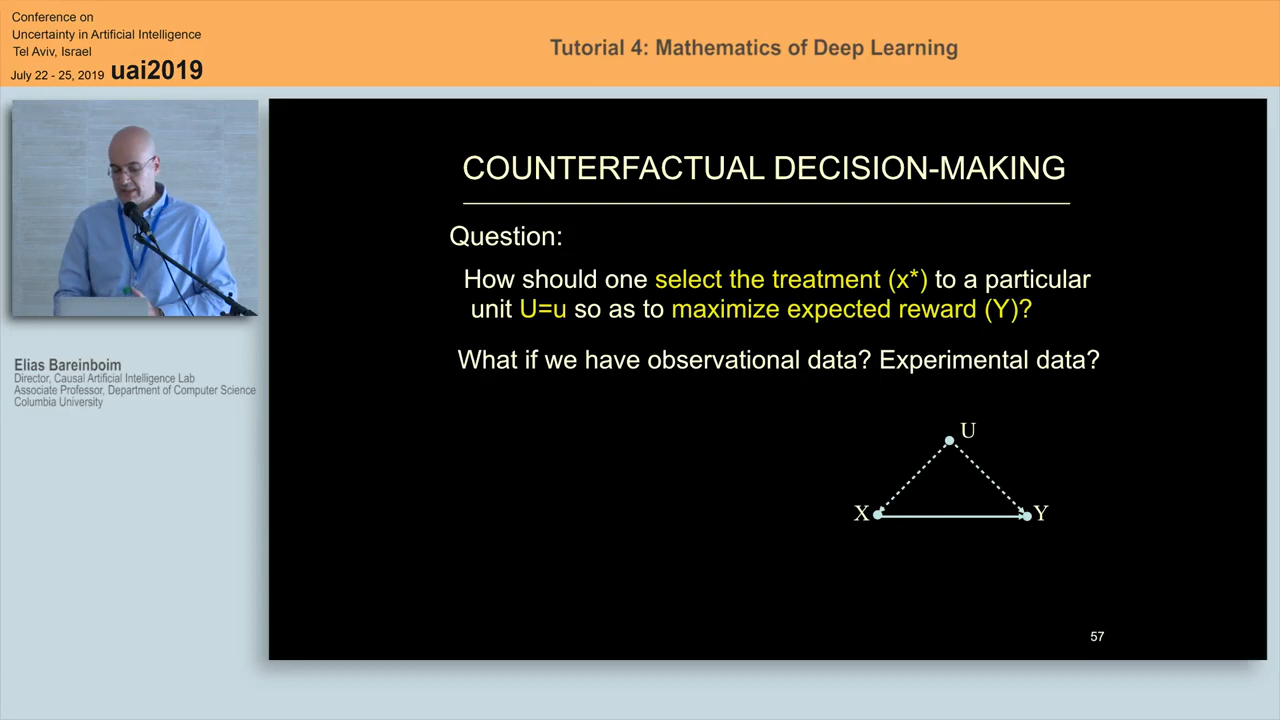 Conference on
Uncertainty in Artificial Intelligence
Tel Aviv, Israel
July 22 - 25, 2019 uai2019
Tutorial 4: Mathematics of Deep Learning
Elias Bareinboim
Director, Causal Artificial Intelligence Lab
Associate Professor, Department of Computer Science
Columbia University
COUNTERFACTUAL DECISION-MAKING
Question:
How should one select the treatment (x*) to a particular
unit U=u so as to maximize expected reward (Y)?
What if we have observational data? Experimental data?
U
X
Y
57